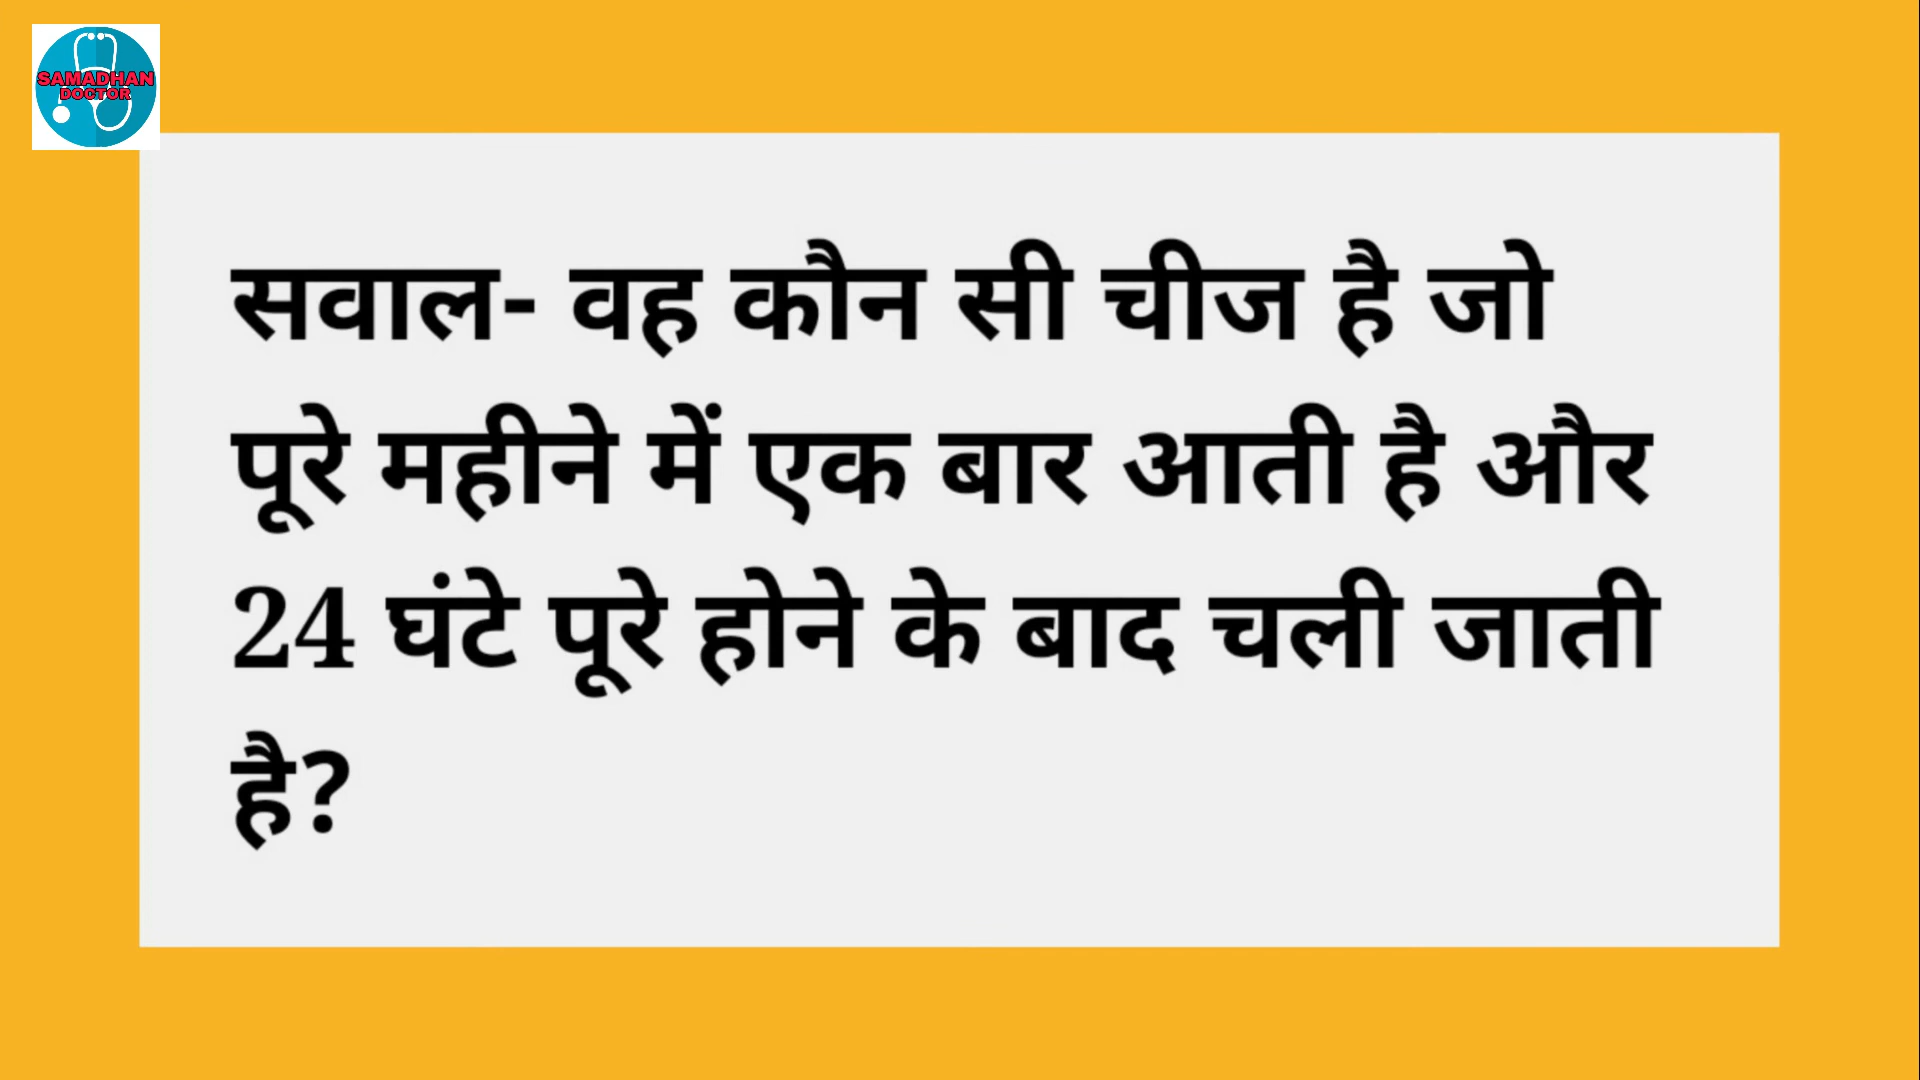 SAMADHAN
DOCTOR
सवाल- वह कौन सी चीज है जो
पूरे महीने में एक बार आती है और
24 घंटे पूरे होने के बाद चली जाती
है?